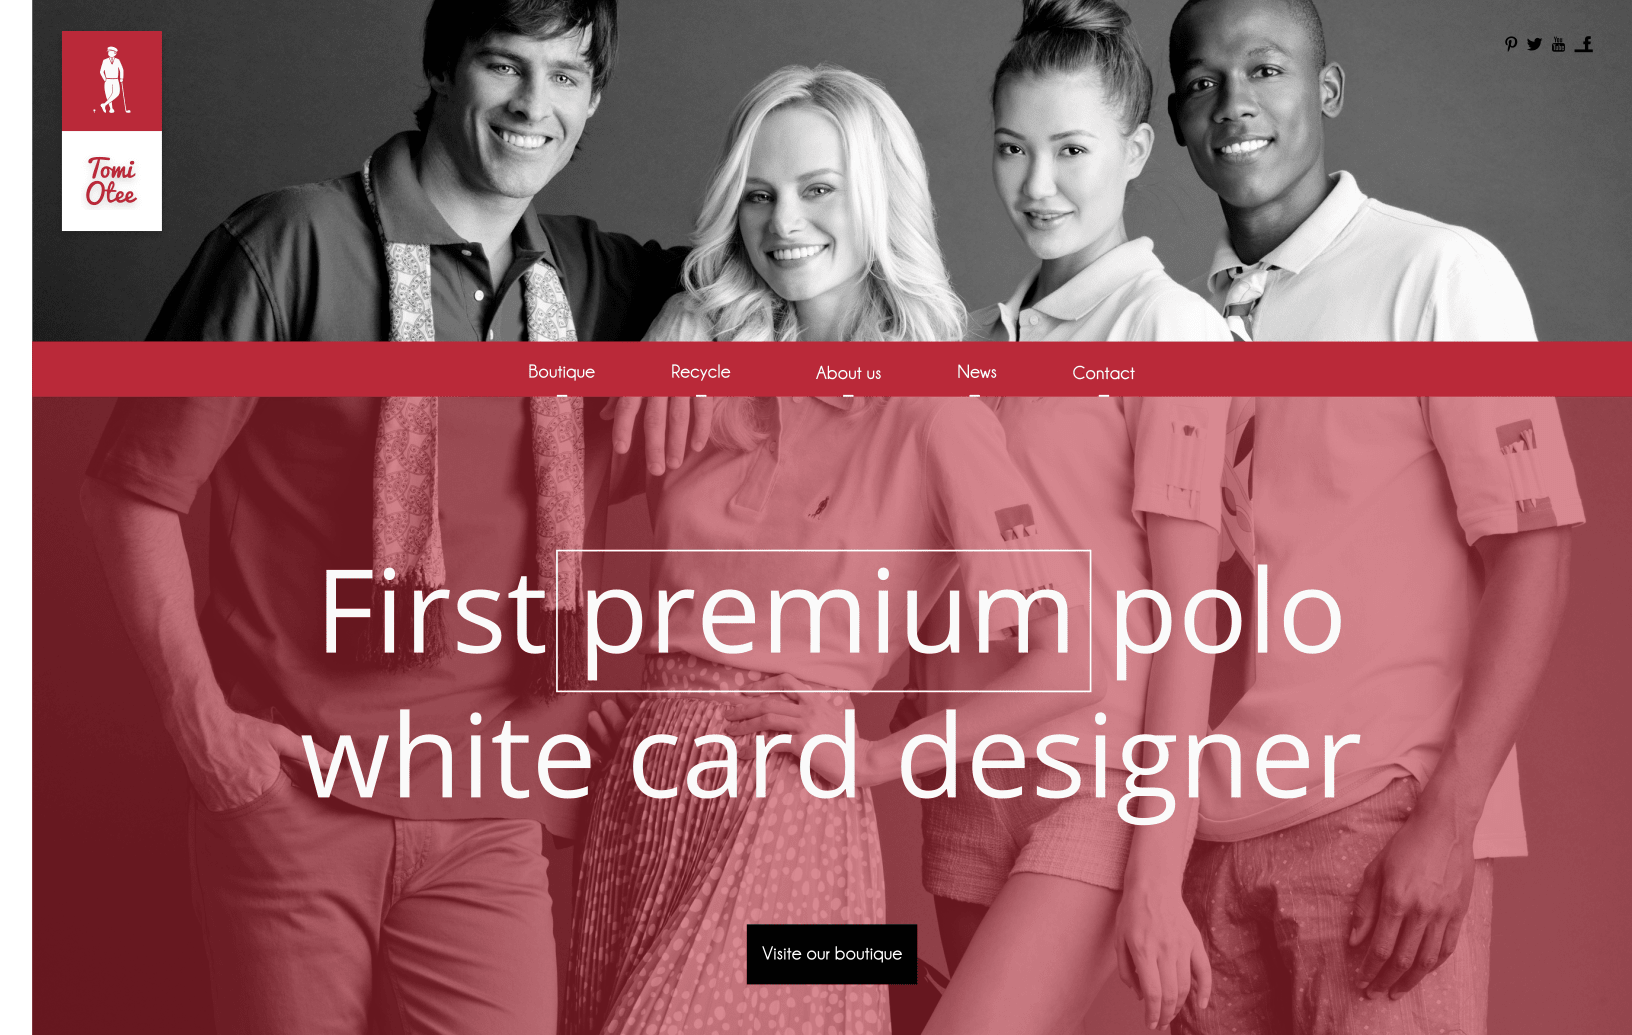 Tomi
Otee
Boutique Recycle About us News Contact
First premium polo
white card designer
Visite our boutique